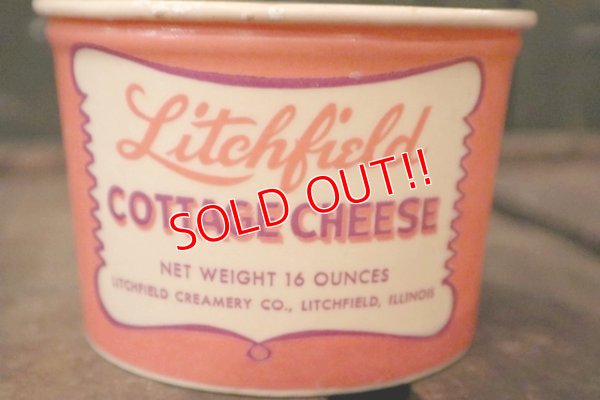 Litchfield
COTTAGE CHEESE
SOLD OUT!!
NET WEIGHT 16 OUNCES
LITCHFIELD CREAMERY CO., LITCHFIELD, ILLINOIS